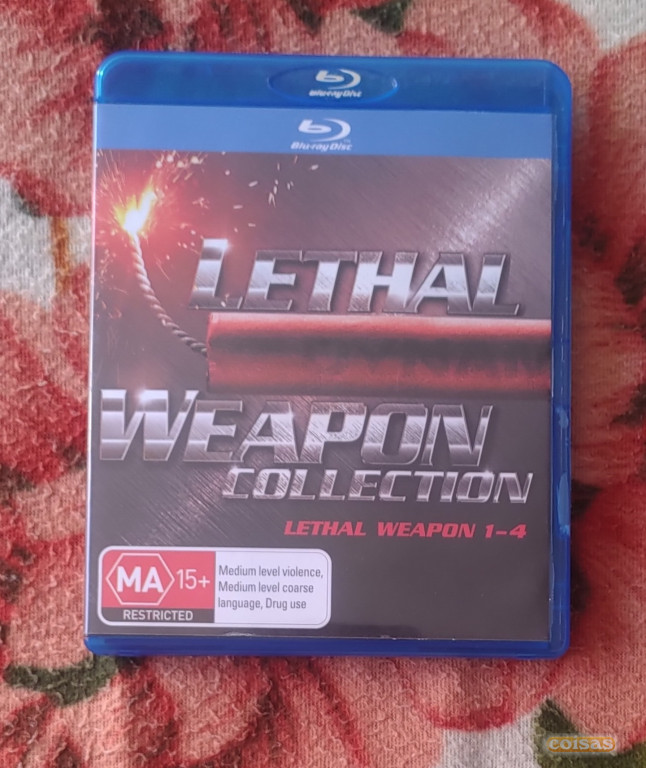 Blu-ray Disc
Blu-ray Disc
LETHAL
WEAPON
COLLECTION
LETHAL WEAPON 1-4
MA 15+
RESTRICTED
Medium level violence,
Medium level coarse
language, Drug use
coisas